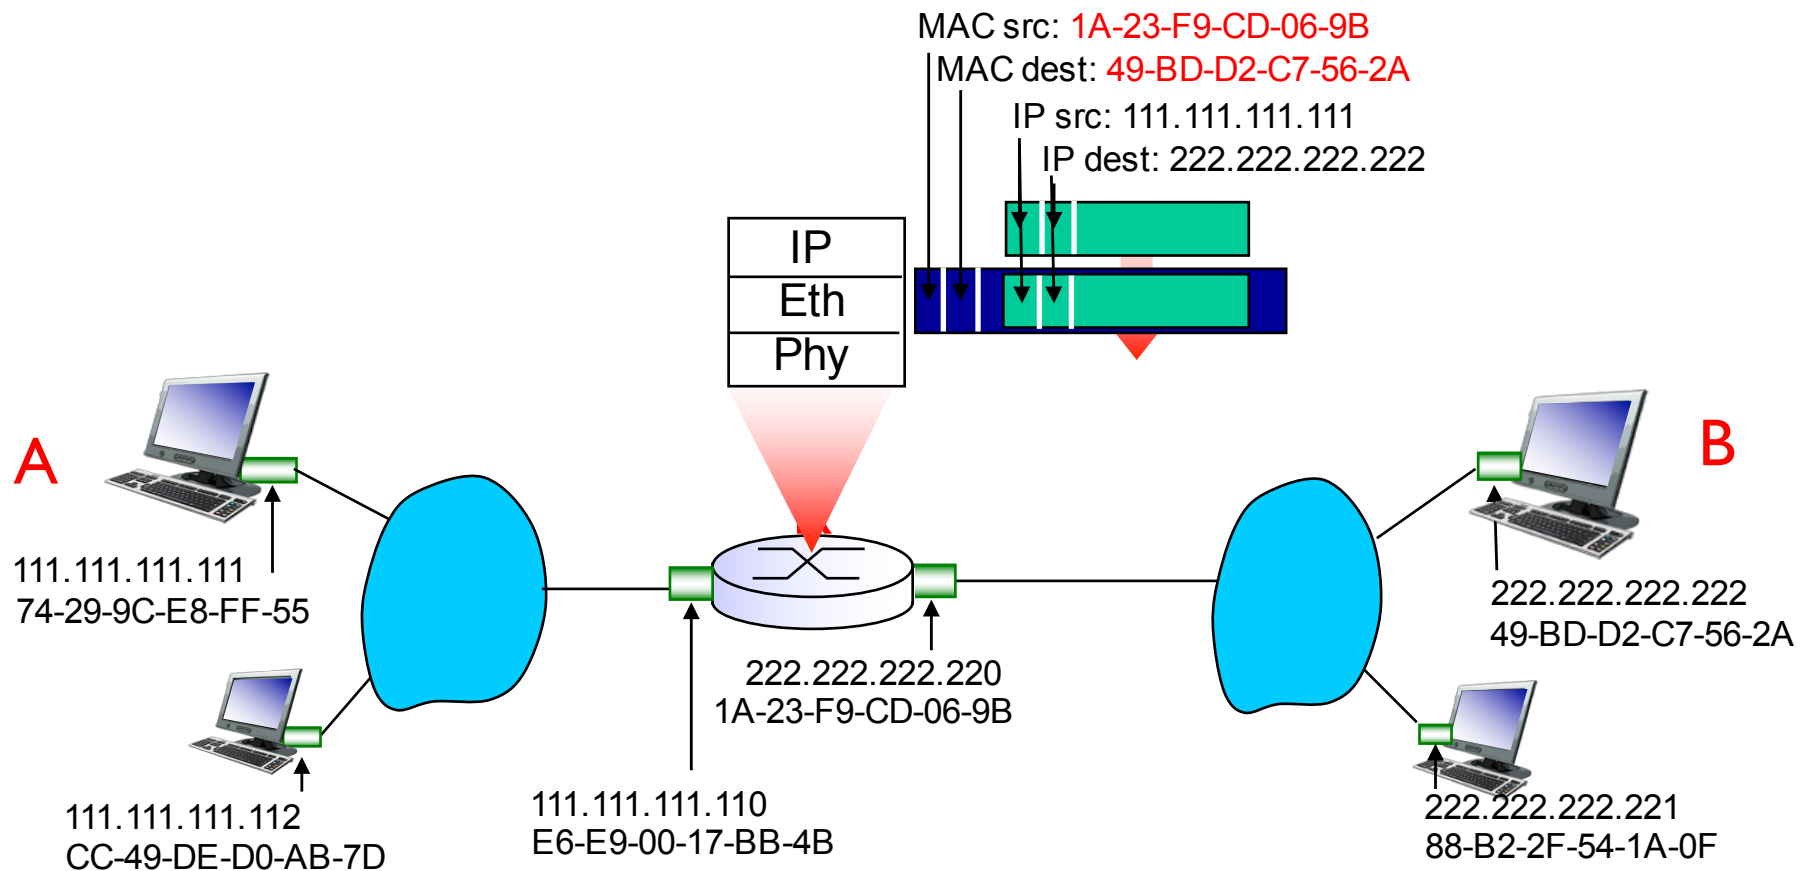 MAC src: 1A-23-F9-CD-06-9B
MAC dest: 49-BD-D2-C7-56-2A
IP src: 111.111.111.111
IP dest: 222.222.222.222
IP
Eth
Phy
A
B
111.111.111.111
74-29-9C-E8-FF-55
222.222.222.222
49-BD-D2-C7-56-2A
222.222.222.220
1A-23-F9-CD-06-9B
111.111.111.112
CC-49-DE-D0-AB-7D
111.111.111.110
E6-E9-00-17-BB-4B
222.222.222.221
88-B2-2F-54-1A-0F